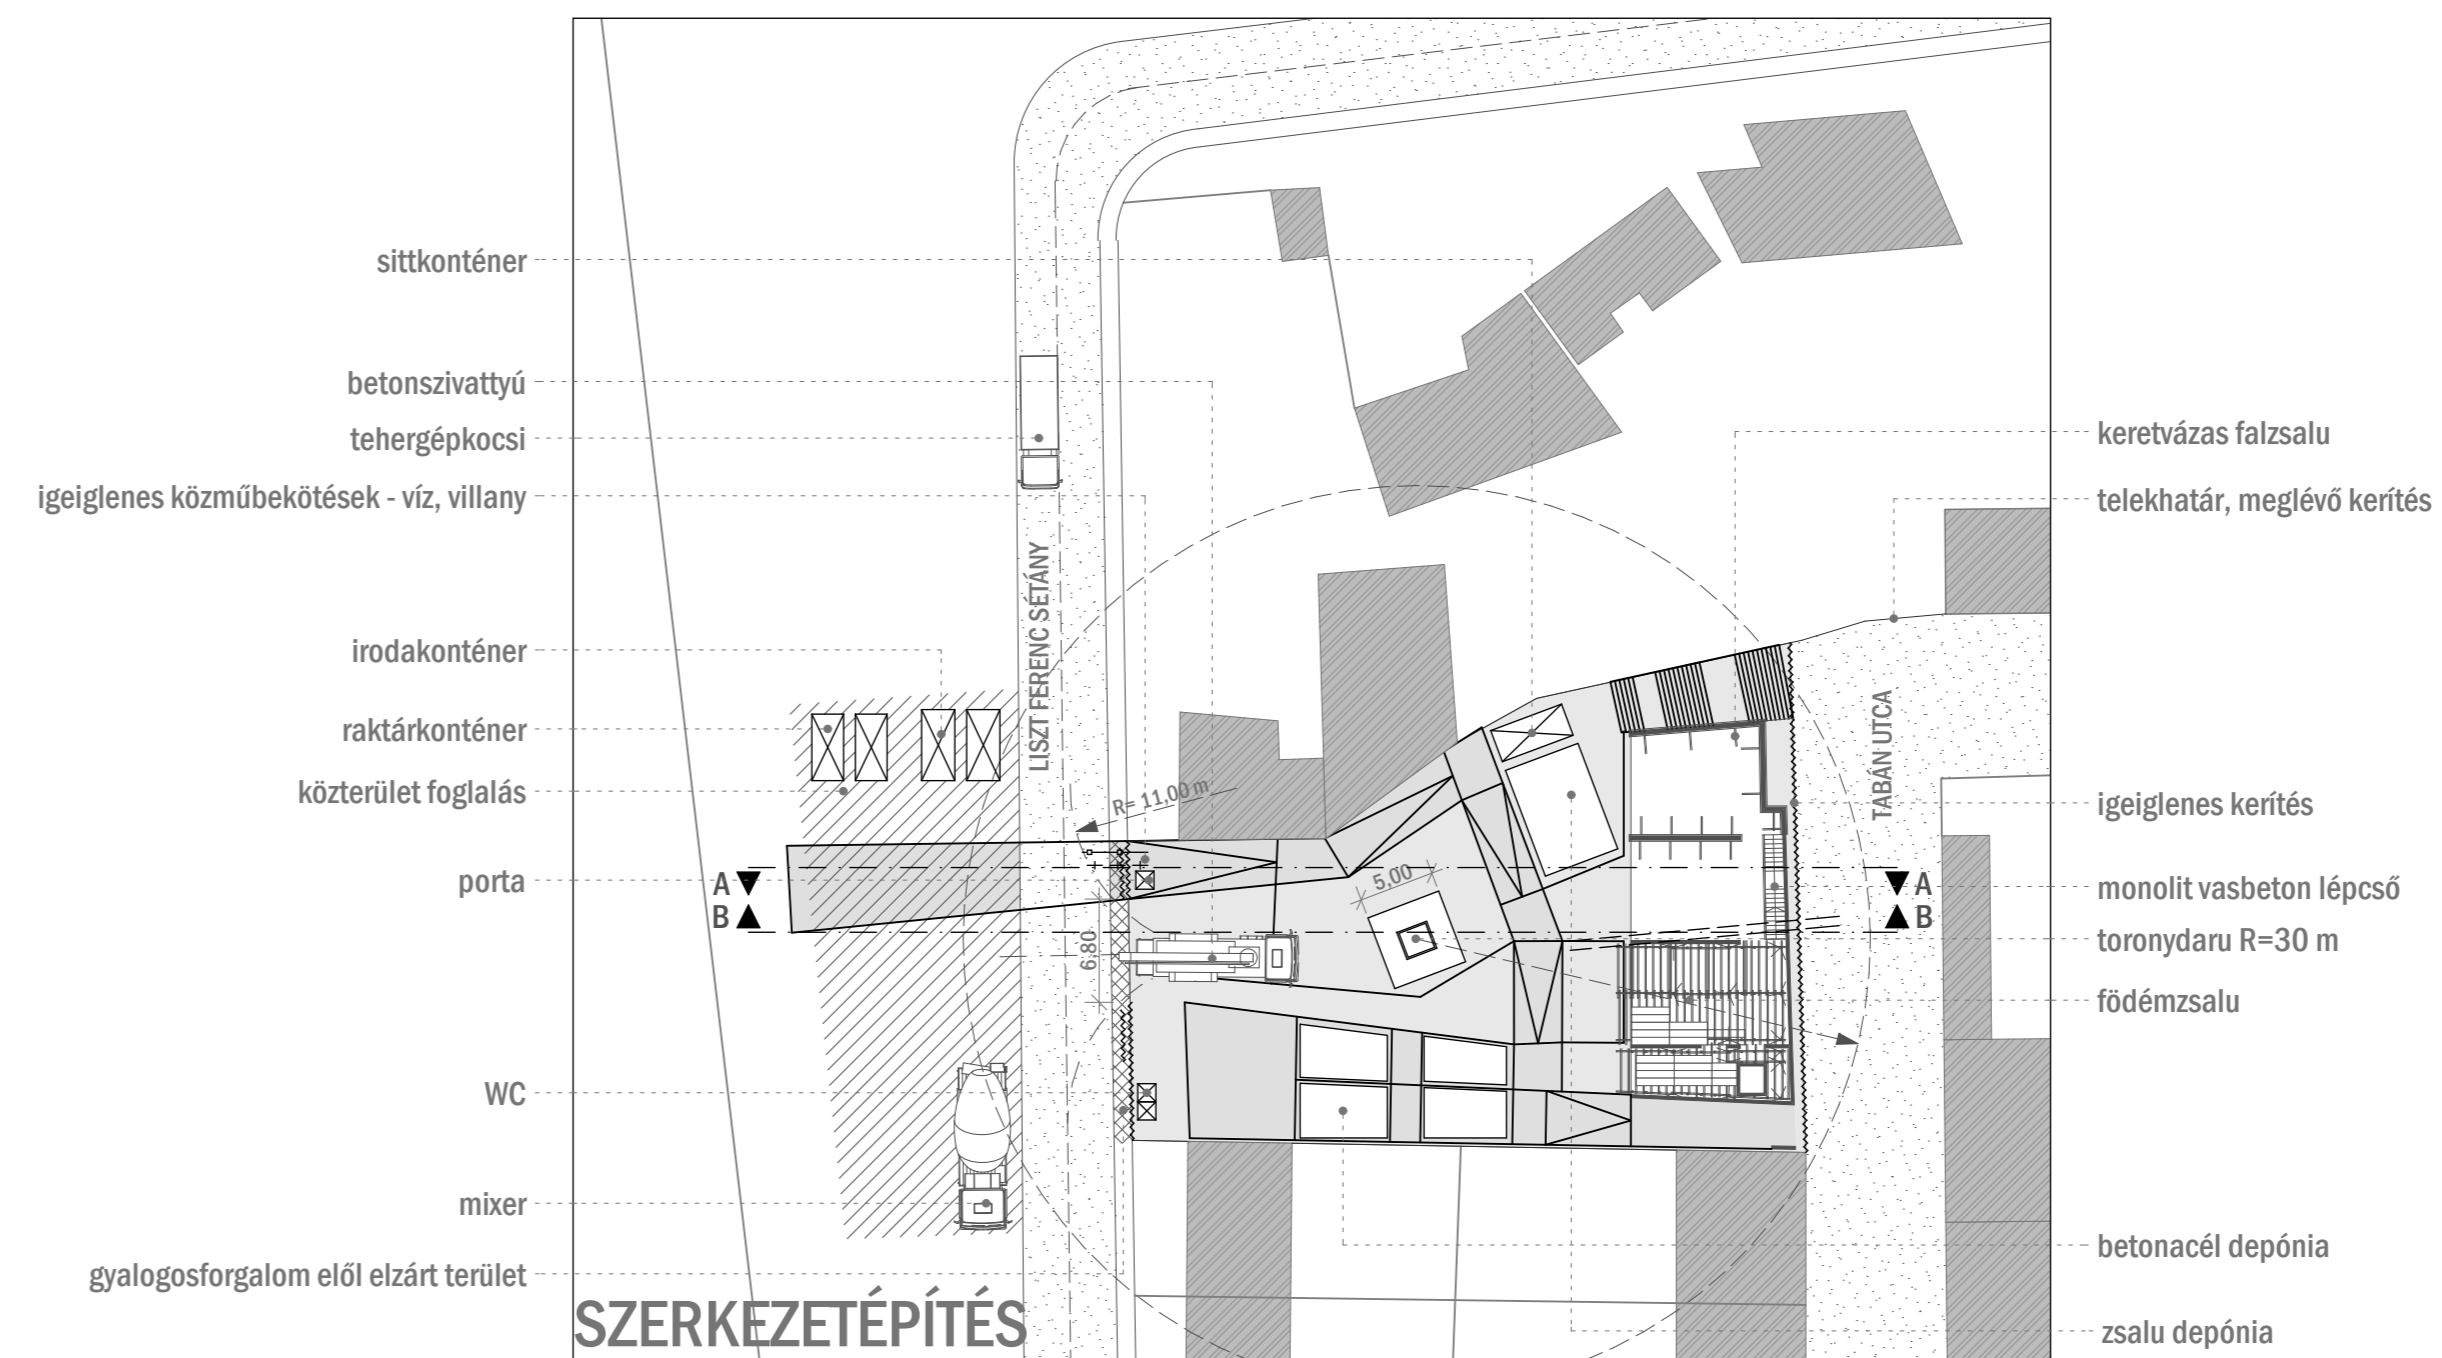 sittkonténer
betonszivattyú
tehergépkocsi
igeiglenes közműbekötések - víz, villany
irodakonténer
raktárkonténer
közterület foglalás
porta
WC
mixer
gyalogosforgalom elől elzárt terület
SZERKEZETÉPÍTÉS
LISZT FERENC SÉTÁNY
R= 11,00 m
5,00
6,80
A
B
TABÁN UTCA
A
B
keretvázas falzsalu
telekhatár, meglévő kerítés
igeiglenes kerítés
monolit vasbeton lépcső
toronydaru R=30 m
födémzsalu
betonacél depónia
zsalu depónia